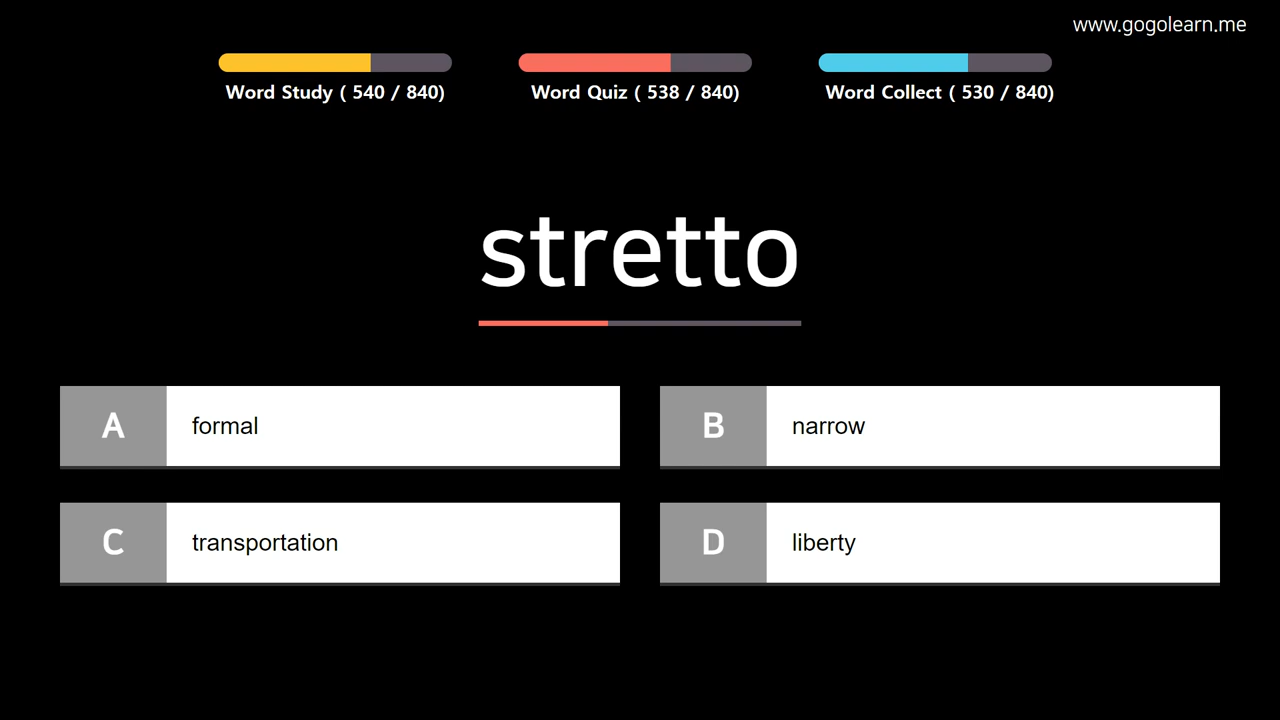 www.gogolearn.me
Word Study ( 540 / 840)
Word Quiz ( 538 / 840)
Word Collect ( 530 / 840)
stretto
A formal
B narrow
C transportation
D liberty